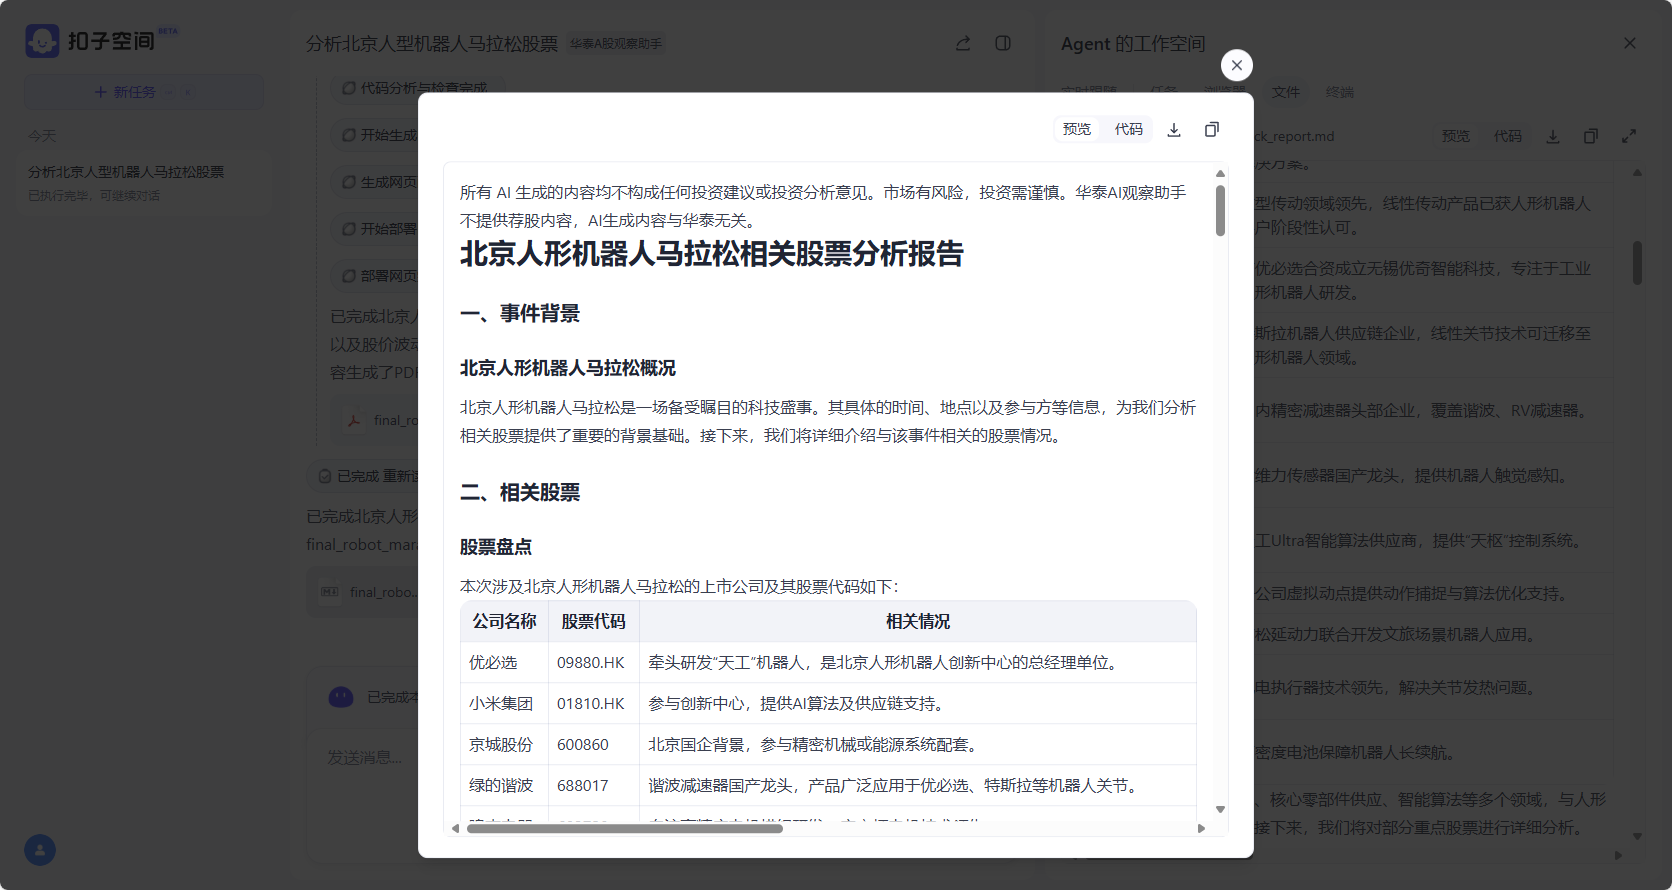 扣子空间 BETA
新任务
今天
分析北京人型机器人马拉松股票
已执行完毕，可继续对话
分析北京人型机器人马拉松股票 华泰A股观察助手
代码分析与检查完成
开始生成
生成网页
开始部署
部署网页
已完成北京
以及股价波动
容生成了PDF
final_ro
已完成 重新
已完成北京人形
final_robot_mara
final_robo...
已完成本
发送消息...
预览 代码
所有 AI 生成的内容均不构成任何投资建议或投资分析意见。市场有风险，投资需谨慎。华泰AI观察助手
不提供荐股内容，AI生成内容与华泰无关。
北京人形机器人马拉松相关股票分析报告
一、事件背景
北京人形机器人马拉松概况
北京人形机器人马拉松是一场备受瞩目的科技盛事。其具体的时间、地点以及参与方等信息，为我们分析
相关股票提供了重要的背景基础。接下来，我们将详细介绍与该事件相关的股票情况。
二、相关股票
股票盘点
本次涉及北京人形机器人马拉松的上市公司及其股票代码如下：
公司名称 股票代码 相关情况
优必选 09880.HK 牵头研发“天工”机器人，是北京人形机器人创新中心的总经理单位。
小米集团 01810.HK 参与创新中心，提供AI算法及供应链支持。
京城股份 600860 北京国企背景，参与精密机械或能源系统配套。
绿的谐波 688017 谐波减速器国产龙头，产品广泛应用于优必选、特斯拉等机器人关节。
Agent 的工作空间
实时跟随 任务 浏览器 文件 终端
ck_report.md 预览 代码
决方案。
型传动领域领先，线性传动产品已获人形机器人
户阶段性认可。
优必选合资成立无锡优奇智能科技，专注于工业
形机器人研发。
斯拉机器人供应链企业，线性关节技术可迁移至
形机器人领域。
内精密减速器头部企业，覆盖谐波、RV减速器。
维力传感器国产龙头，提供机器人触觉感知。
工Ultra智能算法供应商，提供“天枢”控制系统。
公司虚拟动点提供动作捕捉与算法优化支持。
松延动力联合开发文旅场景机器人应用。
电执行器技术领先，解决关节发热问题。
密度电池保障机器人长续航。
、核心零部件供应、智能算法等多个领域，与人形
接下来，我们将对部分重点股票进行详细分析。